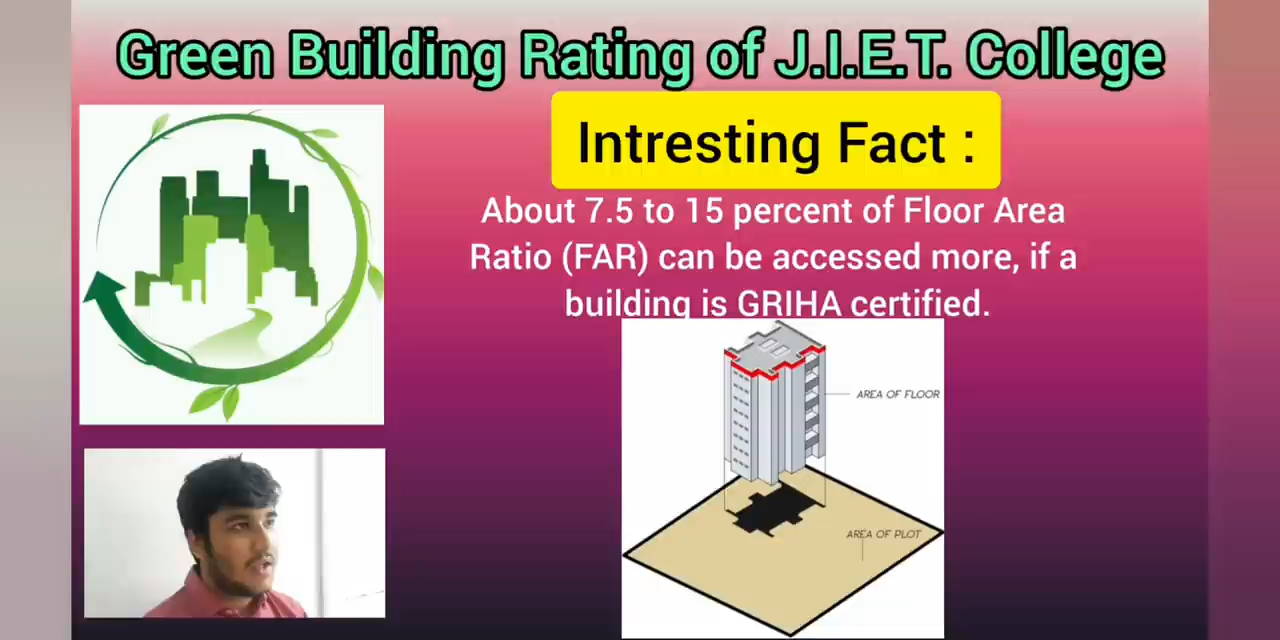 Green Building Rating of J.I.E.T. College
Intresting Fact :
About 7.5 to 15 percent of Floor Area
Ratio (FAR) can be accessed more, if a
building is GRIHA certified.
AREA OF FLOOR
AREA OF PLOT